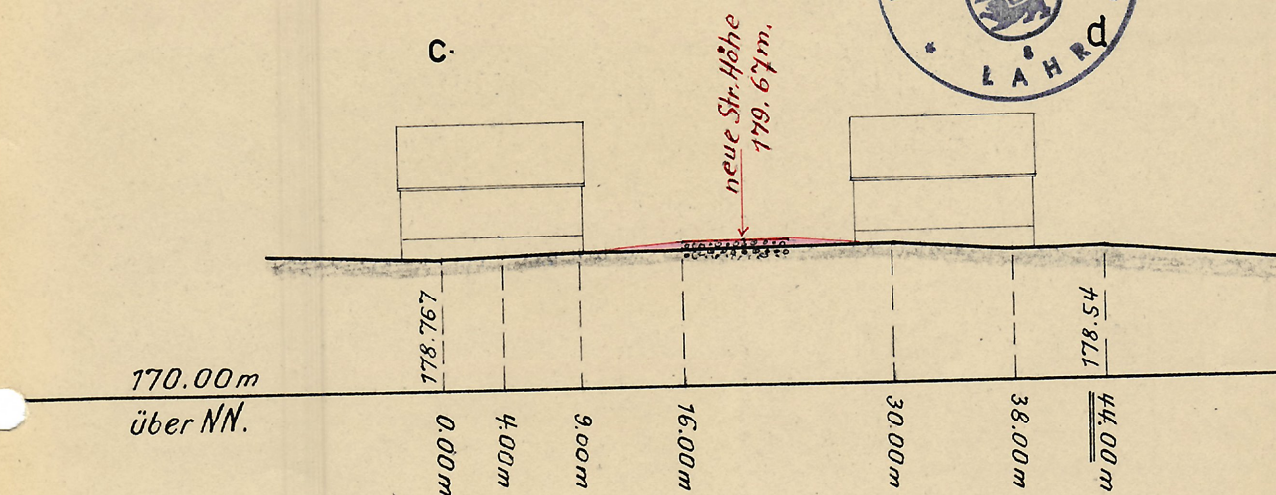 c.
d
* LAHR
8
neue Str. Höhe
179.67m.
178.767
178.54
170.00m
über NN.
0.00m
4.00m
9.00m
16.00m
30.00m
38.00m
44.00m